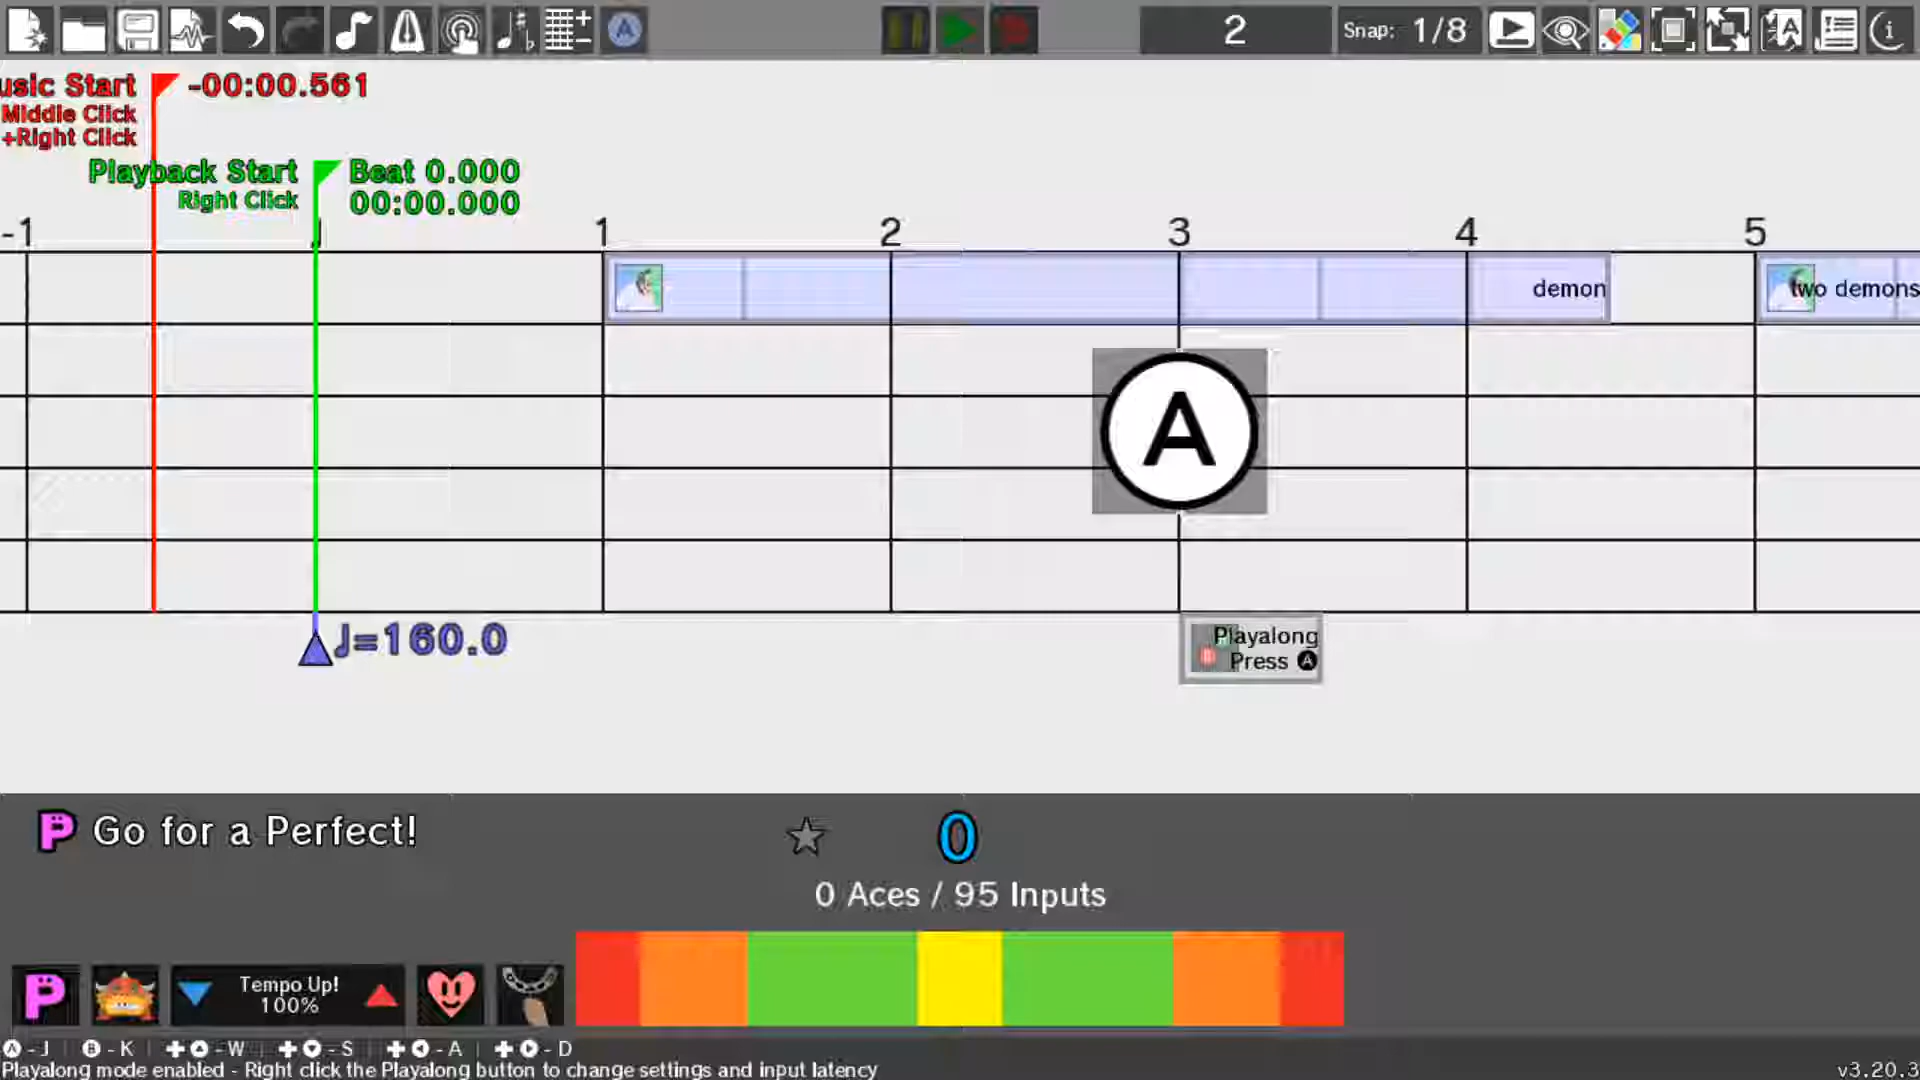 2
Snap: 1/8
A
usic Start
-00:00.561
Middle Click
+Right Click
Playback Start
Beat 0.000
Right Click
00:00.000
-1 1 2 3 4 5
demon
two demons
A
♩=160.0
Playalong
Press A
P Go for a Perfect!
0
0 Aces / 95 Inputs
P
Tempo Up!
100%
A - J | B - K | - W | - S | - A | - D
Playalong mode enabled - Right click the Playalong button to change settings and input latency
v3.20.3